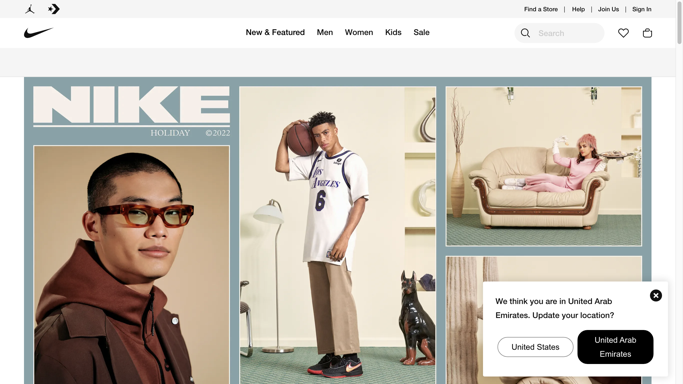 Find a Store | Help | Join Us | Sign In
New & Featured Men Women Kids Sale Search
NIKE
HOLIDAY ©2022
LOS
ANGELES
6
We think you are in United Arab
Emirates. Update your location?
United States
United Arab
Emirates